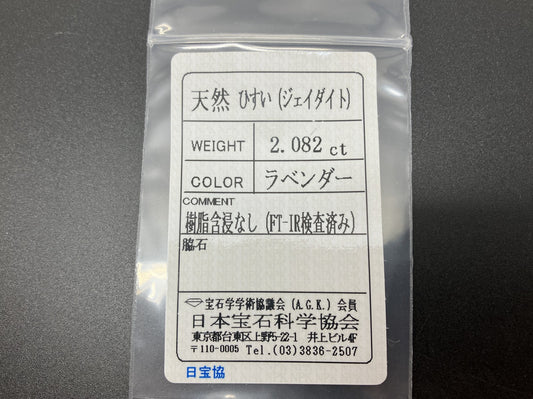 天然 ひすい (ジェイダイト)
WEIGHT 2.082 ct
COLOR ラベンダー
COMMENT
樹脂含浸なし (FT-IR検査済み)
脇石
宝石学学術協議会 (A.G.K.) 会員
日本宝石科学協会
東京都台東区上野5-22-1 井上ビル4F
〒110-0005 Tel.(03)3836-2507
日宝協